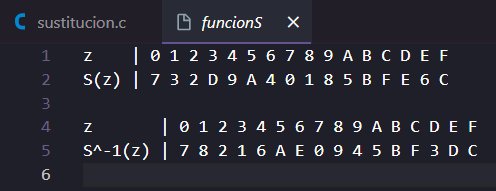 sustitucion.c funcionS
1 z | 0 1 2 3 4 5 6 7 8 9 A B C D E F
2 S(z) | 7 3 2 D 9 A 4 0 1 8 5 B F E 6 C
3
4 z | 0 1 2 3 4 5 6 7 8 9 A B C D E F
5 S^-1(z) | 7 8 2 1 6 A E 0 9 4 5 B F 3 D C
6